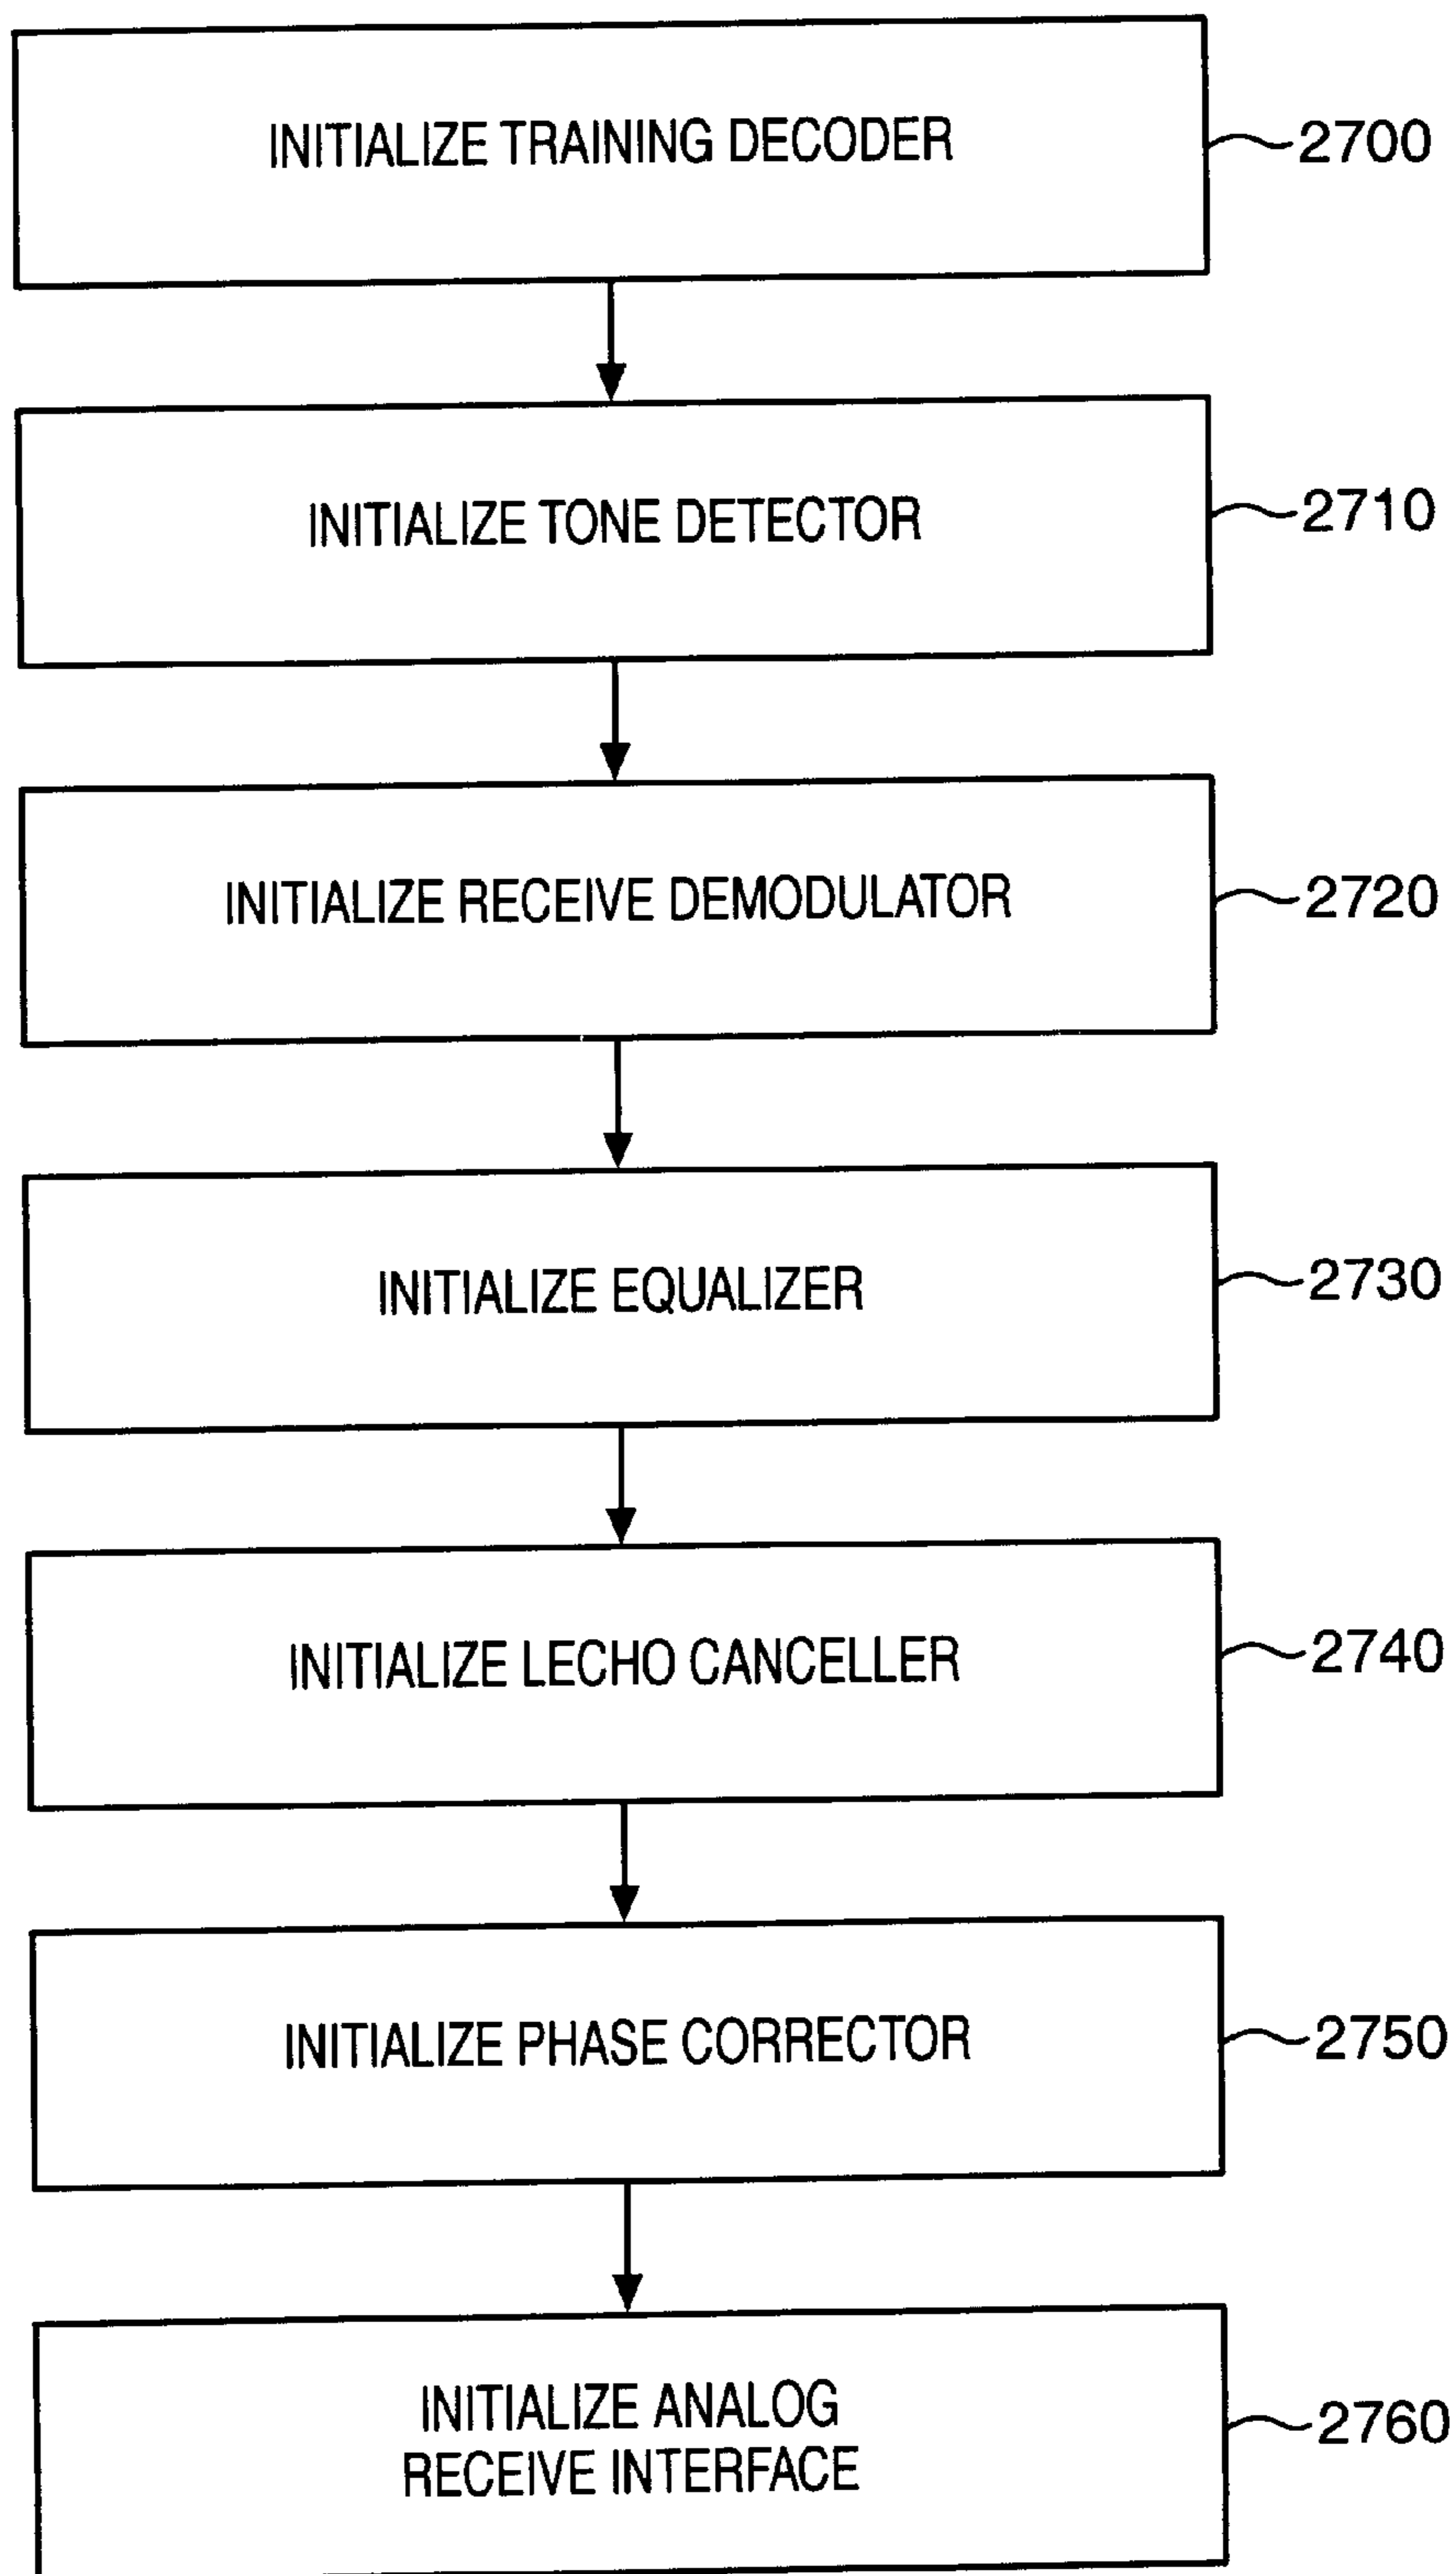 INITIALIZE TRAINING DECODER
2700
INITIALIZE TONE DETECTOR
2710
INITIALIZE RECEIVE DEMODULATOR
2720
INITIALIZE EQUALIZER
2730
INITIALIZE LECHO CANCELLER
2740
INITIALIZE PHASE CORRECTOR
2750
INITIALIZE ANALOG
RECEIVE INTERFACE
2760